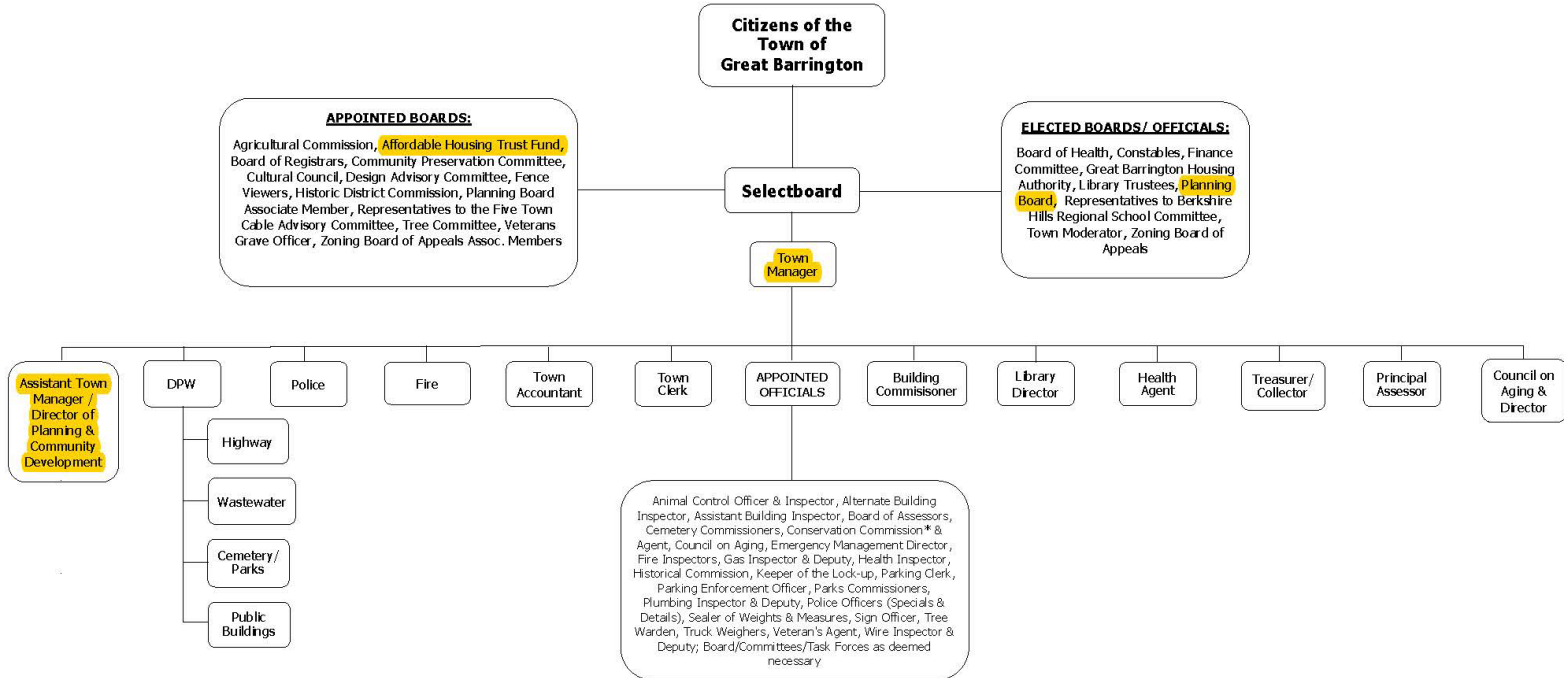 Citizens of the
Town of
Great Barrington
APPOINTED BOARDS:
Agricultural Commission, Affordable Housing Trust Fund,
Board of Registrars, Community Preservation Committee,
Cultural Council, Design Advisory Committee, Fence
Viewers, Historic District Commission, Planning Board
Associate Member, Representatives to the Five Town
Cable Advisory Committee, Tree Committee, Veterans
Grave Officer, Zoning Board of Appeals Assoc. Members
Selectboard
ELECTED BOARDS/ OFFICIALS:
Board of Health, Constables, Finance
Committee, Great Barrington Housing
Authority, Library Trustees, Planning
Board, Representatives to Berkshire
Hills Regional School Committee,
Town Moderator, Zoning Board of
Appeals
Town
Manager
Assistant Town
Manager /
Director of
Planning &
Community
Development
DPW
Police
Fire
Town
Accountant
Town
Clerk
APPOINTED
OFFICIALS
Building
Commisisoner
Library
Director
Health
Agent
Treasurer/
Collector
Principal
Assessor
Council on
Aging &
Director
Highway
Wastewater
Cemetery/
Parks
Public
Buildings
Animal Control Officer & Inspector, Alternate Building
Inspector, Assistant Building Inspector, Board of Assessors,
Cemetery Commissioners, Conservation Commission* &
Agent, Council on Aging, Emergency Management Director,
Fire Inspectors, Gas Inspector & Deputy, Health Inspector,
Historical Commission, Keeper of the Lock-up, Parking Clerk,
Parking Enforcement Officer, Parks Commissioners,
Plumbing Inspector & Deputy, Police Officers (Specials &
Details), Sealer of Weights & Measures, Sign Officer, Tree
Warden, Truck Weighers, Veteran's Agent, Wire Inspector &
Deputy; Board/Committees/Task Forces as deemed
necessary